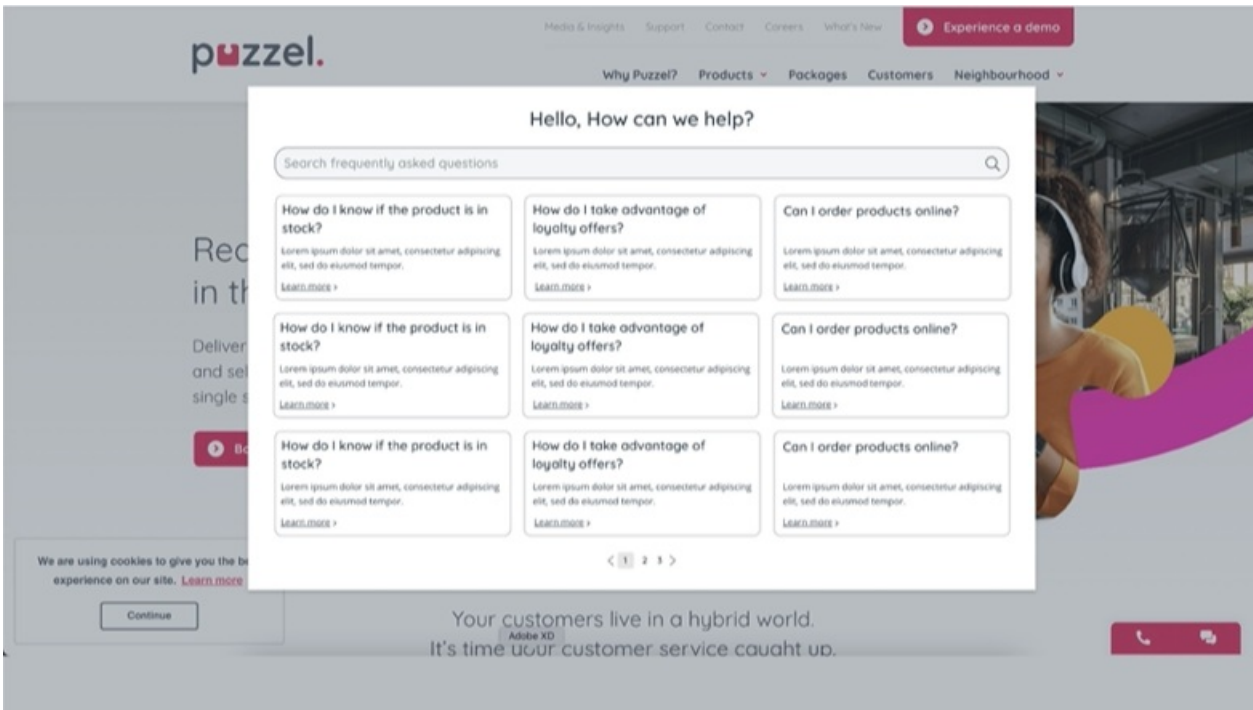 Media & Insights Support Contact Careers What's New Experience a demo
puzzel.
Why Puzzel? Products Packages Customers Neighbourhood
Hello, How can we help?
Search frequently asked questions
How do I know if the product is in
stock?
Lorem ipsum dolor sit amet, consectetur adipiscing
elit, sed do eiusmod tempor.
Learn more >
How do I take advantage of
loyalty offers?
Lorem ipsum dolor sit amet, consectetur adipiscing
elit, sed do eiusmod tempor.
Learn more >
Can I order products online?
Lorem ipsum dolor sit amet, consectetur adipiscing
elit, sed do eiusmod tempor.
Learn more >
How do I know if the product is in
stock?
Lorem ipsum dolor sit amet, consectetur adipiscing
elit, sed do eiusmod tempor.
Learn more >
How do I take advantage of
loyalty offers?
Lorem ipsum dolor sit amet, consectetur adipiscing
elit, sed do eiusmod tempor.
Learn more >
Can I order products online?
Lorem ipsum dolor sit amet, consectetur adipiscing
elit, sed do eiusmod tempor.
Learn more >
How do I know if the product is in
stock?
Lorem ipsum dolor sit amet, consectetur adipiscing
elit, sed do eiusmod tempor.
Learn more >
How do I take advantage of
loyalty offers?
Lorem ipsum dolor sit amet, consectetur adipiscing
elit, sed do eiusmod tempor.
Learn more >
Can I order products online?
Lorem ipsum dolor sit amet, consectetur adipiscing
elit, sed do eiusmod tempor.
Learn more >
< 1 2 3 >
in
Deliver
and
single
We are using cookies to give you the
experience on our site. Learn more
Continue
Your customers live in a hybrid world.
Adobe XD
It's time your customer service caught up.